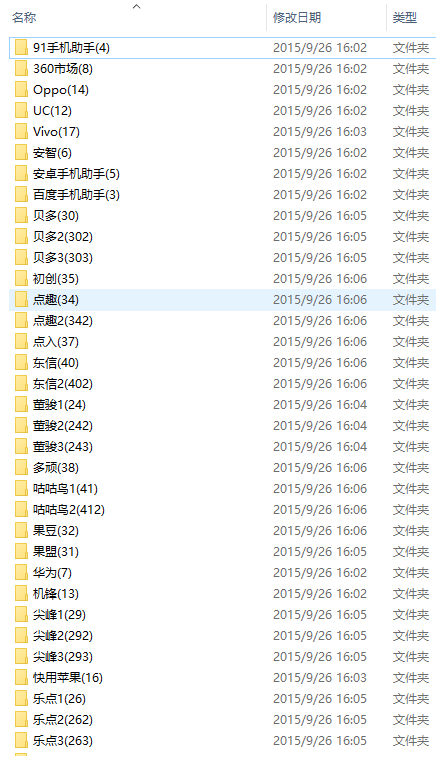 名称 修改日期 类型
91手机助手(4) 2015/9/26 16:02 文件夹
360市场(8) 2015/9/26 16:02 文件夹
Oppo(14) 2015/9/26 16:02 文件夹
UC(12) 2015/9/26 16:02 文件夹
Vivo(17) 2015/9/26 16:03 文件夹
安智(6) 2015/9/26 16:02 文件夹
安卓手机助手(5) 2015/9/26 16:02 文件夹
百度手机助手(3) 2015/9/26 16:02 文件夹
贝多(30) 2015/9/26 16:05 文件夹
贝多2(302) 2015/9/26 16:05 文件夹
贝多3(303) 2015/9/26 16:05 文件夹
初创(35) 2015/9/26 16:06 文件夹
点趣(34) 2015/9/26 16:06 文件夹
点趣2(342) 2015/9/26 16:06 文件夹
点入(37) 2015/9/26 16:06 文件夹
东信(40) 2015/9/26 16:06 文件夹
东信2(402) 2015/9/26 16:06 文件夹
董骏1(24) 2015/9/26 16:04 文件夹
董骏2(242) 2015/9/26 16:04 文件夹
董骏3(243) 2015/9/26 16:04 文件夹
多顽(38) 2015/9/26 16:06 文件夹
咕咕鸟1(41) 2015/9/26 16:06 文件夹
咕咕鸟2(412) 2015/9/26 16:06 文件夹
果豆(32) 2015/9/26 16:06 文件夹
果盟(31) 2015/9/26 16:05 文件夹
华为(7) 2015/9/26 16:02 文件夹
机锋(13) 2015/9/26 16:02 文件夹
尖峰1(29) 2015/9/26 16:05 文件夹
尖峰2(292) 2015/9/26 16:05 文件夹
尖峰3(293) 2015/9/26 16:05 文件夹
快用苹果(16) 2015/9/26 16:03 文件夹
乐点1(26) 2015/9/26 16:05 文件夹
乐点2(262) 2015/9/26 16:05 文件夹
乐点3(263) 2015/9/26 16:05 文件夹